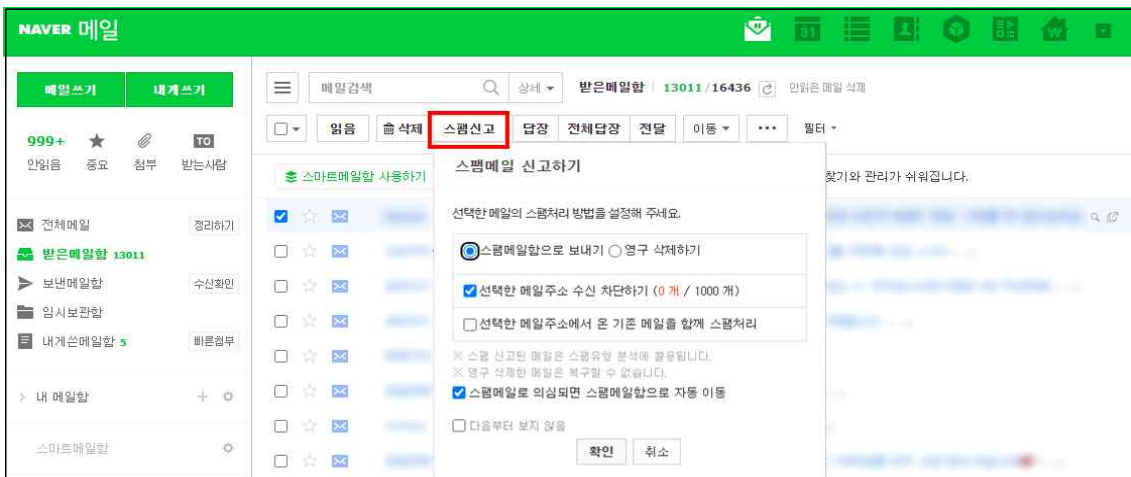 NAVER 메일
31
W
메일쓰기 내게쓰기
메일검색 상세 받은메일함 13011/16436 안읽은 메일 삭제
읽음 삭제 스팸신고 답장 전체답장 전달 이동 ··· 필터
999+ TO
안읽음 중요 첨부 받는사람
스마트메일함 사용하기 찾기와 관리가 쉬워집니다.
스팸메일 신고하기
선택한 메일의 스팸처리 방법을 설정해 주세요.
스팸메일함으로 보내기 영구 삭제하기
선택한 메일주소 수신 차단하기 (0 개 / 1000 개)
선택한 메일주소에서 온 기존 메일을 함께 스팸처리
※ 스팸 신고된 메일은 스팸유형 분석에 활용됩니다.
※ 영구 삭제한 메일은 복구할 수 없습니다.
스팸메일로 의심되면 스팸메일함으로 자동 이동
다음부터 보지 않음
확인 취소
전체메일 정리하기
받은메일함 13011
보낸메일함 수신확인
임시보관함
내게쓴메일함 5 빠른첨부
내 메일함
스마트메일함